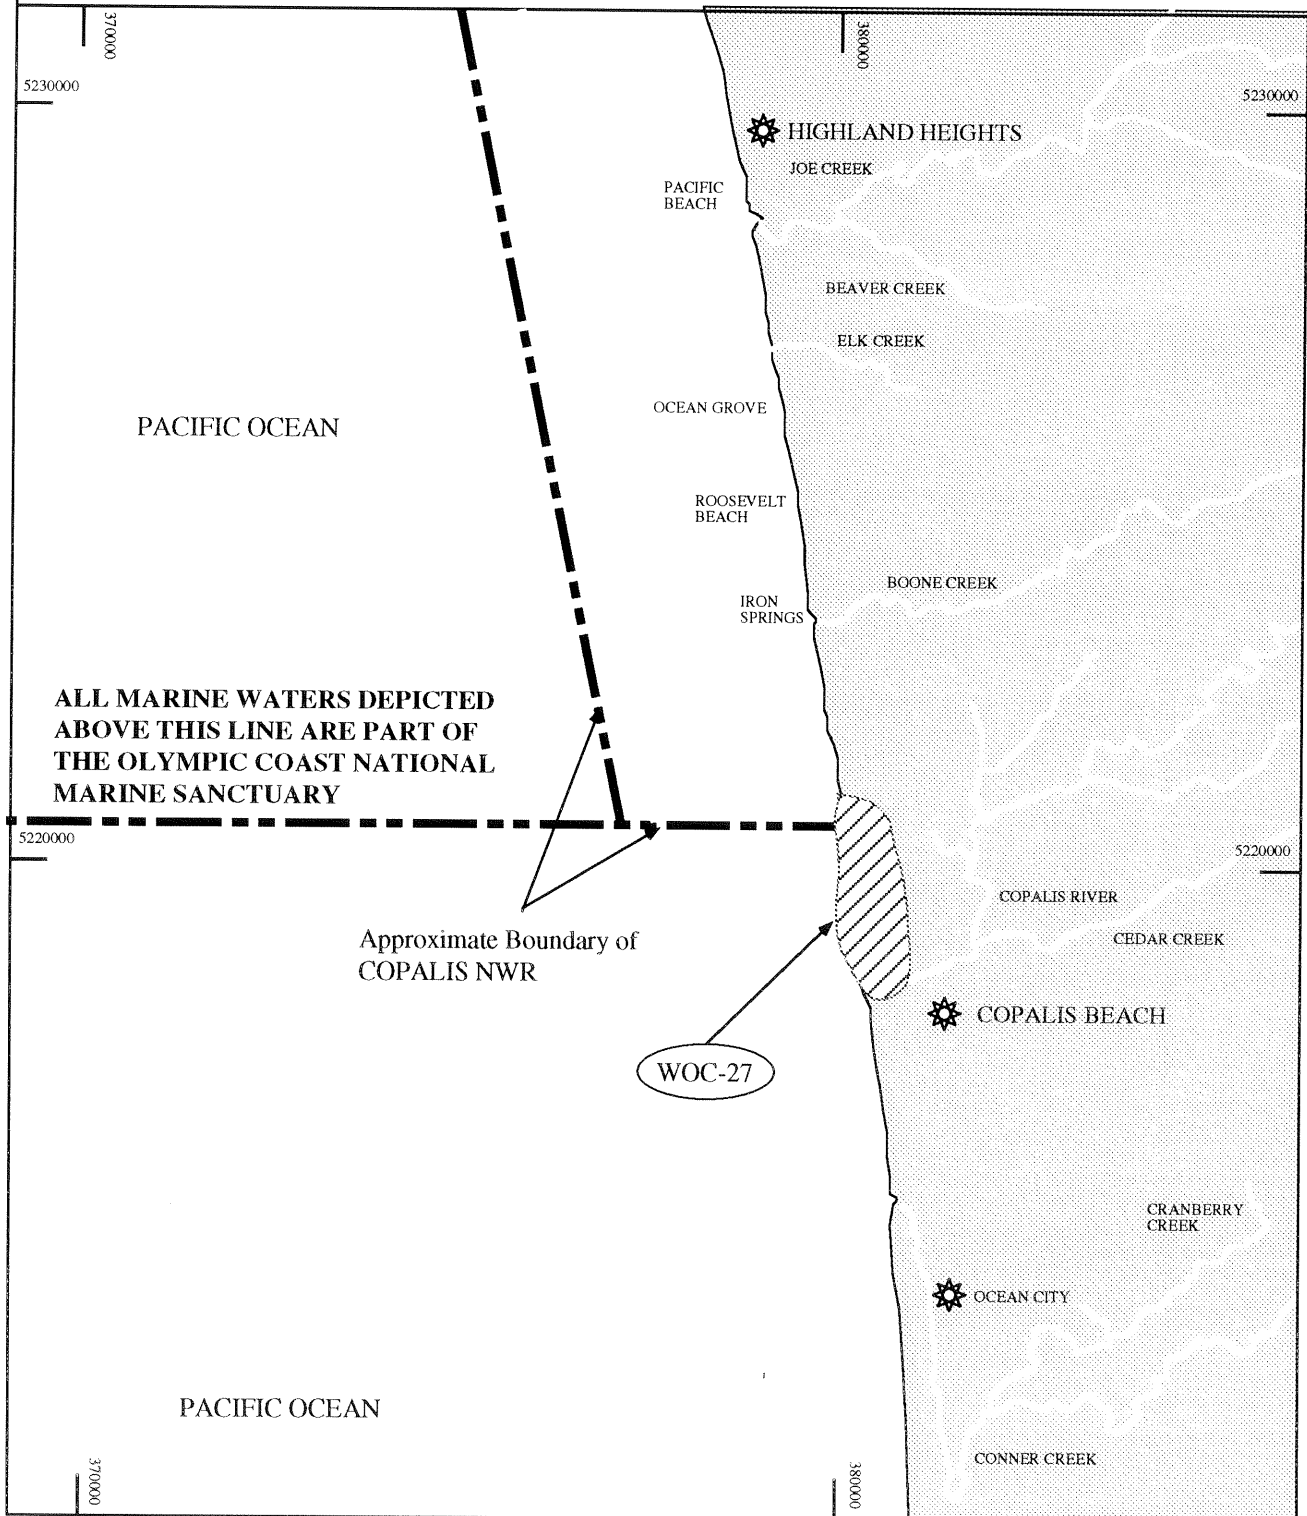 370000
380000
5230000
5230000
HIGHLAND HEIGHTS
JOE CREEK
PACIFIC
BEACH
BEAVER CREEK
ELK CREEK
OCEAN GROVE
PACIFIC OCEAN
ROOSEVELT
BEACH
BOONE CREEK
IRON
SPRINGS
ALL MARINE WATERS DEPICTED
ABOVE THIS LINE ARE PART OF
THE OLYMPIC COAST NATIONAL
MARINE SANCTUARY
5220000
5220000
COPALIS RIVER
CEDAR CREEK
Approximate Boundary of
COPALIS NWR
COPALIS BEACH
WOC-27
CRANBERRY
CREEK
OCEAN CITY
PACIFIC OCEAN
CONNER CREEK
370000
380000